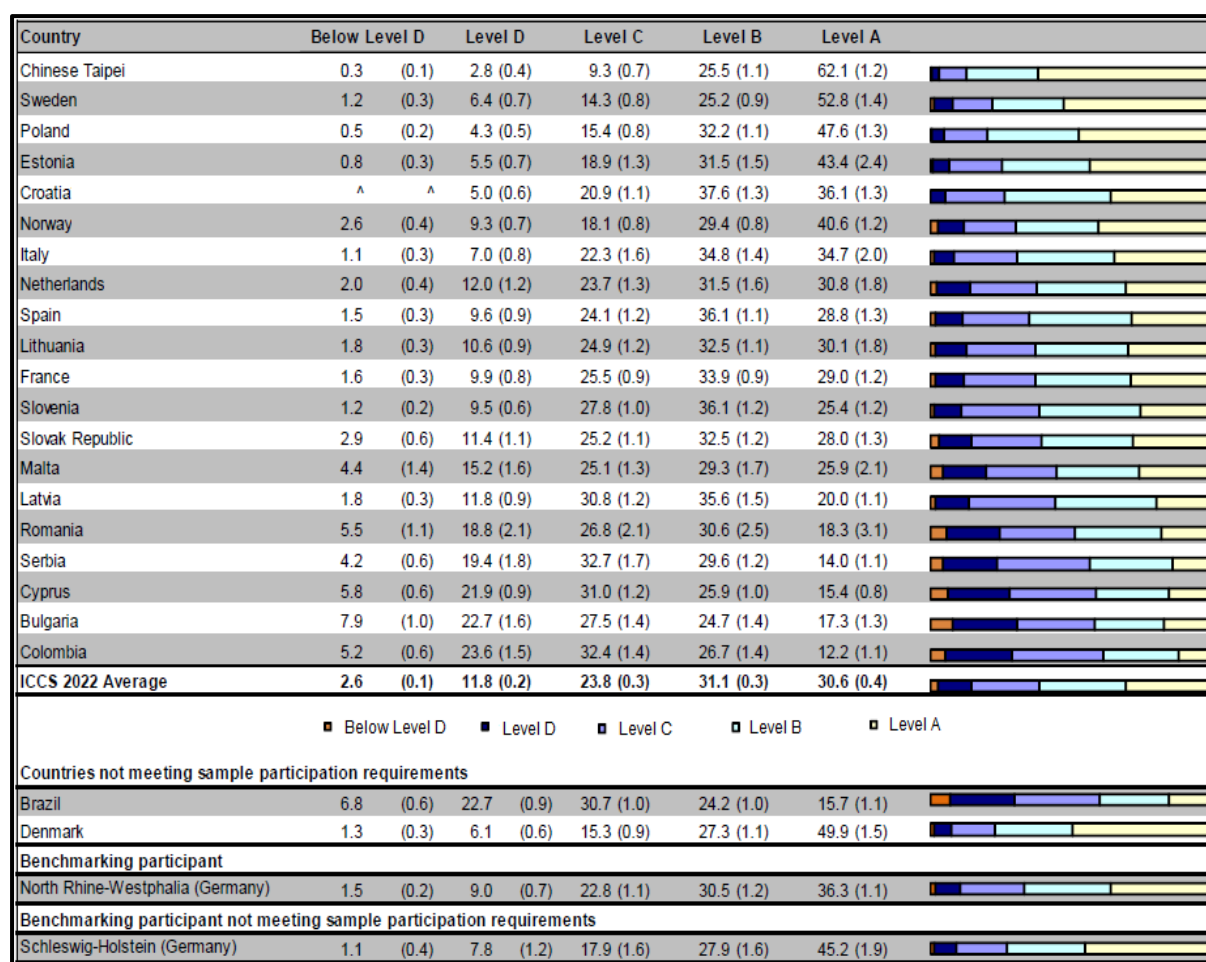 Country Below Level D Level D Level C Level B Level A
Chinese Taipei 0.3 (0.1) 2.8 (0.4) 9.3 (0.7) 25.5 (1.1) 62.1 (1.2)
Sweden 1.2 (0.3) 6.4 (0.7) 14.3 (0.8) 25.2 (0.9) 52.8 (1.4)
Poland 0.5 (0.2) 4.3 (0.5) 15.4 (0.8) 32.2 (1.1) 47.6 (1.3)
Estonia 0.8 (0.3) 5.5 (0.7) 18.9 (1.3) 31.5 (1.5) 43.4 (2.4)
Croatia ^ ^ 5.0 (0.6) 20.9 (1.1) 37.6 (1.3) 36.1 (1.3)
Norway 2.6 (0.4) 9.3 (0.7) 18.1 (0.8) 29.4 (0.8) 40.6 (1.2)
Italy 1.1 (0.3) 7.0 (0.8) 22.3 (1.6) 34.8 (1.4) 34.7 (2.0)
Netherlands 2.0 (0.4) 12.0 (1.2) 23.7 (1.3) 31.5 (1.6) 30.8 (1.8)
Spain 1.5 (0.3) 9.6 (0.9) 24.1 (1.2) 36.1 (1.1) 28.8 (1.3)
Lithuania 1.8 (0.3) 10.6 (0.9) 24.9 (1.2) 32.5 (1.1) 30.1 (1.8)
France 1.6 (0.3) 9.9 (0.8) 25.5 (0.9) 33.9 (0.9) 29.0 (1.2)
Slovenia 1.2 (0.2) 9.5 (0.6) 27.8 (1.0) 36.1 (1.2) 25.4 (1.2)
Slovak Republic 2.9 (0.6) 11.4 (1.1) 25.2 (1.1) 32.5 (1.2) 28.0 (1.3)
Malta 4.4 (1.4) 15.2 (1.6) 25.1 (1.3) 29.3 (1.7) 25.9 (2.1)
Latvia 1.8 (0.3) 11.8 (0.9) 30.8 (1.2) 35.6 (1.5) 20.0 (1.1)
Romania 5.5 (1.1) 18.8 (2.1) 26.8 (2.1) 30.6 (2.5) 18.3 (3.1)
Serbia 4.2 (0.6) 19.4 (1.8) 32.7 (1.7) 29.6 (1.2) 14.0 (1.1)
Cyprus 5.8 (0.6) 21.9 (0.9) 31.0 (1.2) 25.9 (1.0) 15.4 (0.8)
Bulgaria 7.9 (1.0) 22.7 (1.6) 27.5 (1.4) 24.7 (1.4) 17.3 (1.3)
Colombia 5.2 (0.6) 23.6 (1.5) 32.4 (1.4) 26.7 (1.4) 12.2 (1.1)
ICCS 2022 Average 2.6 (0.1) 11.8 (0.2) 23.8 (0.3) 31.1 (0.3) 30.6 (0.4)
Below Level D Level D Level C Level B Level A
Countries not meeting sample participation requirements
Brazil 6.8 (0.6) 22.7 (0.9) 30.7 (1.0) 24.2 (1.0) 15.7 (1.1)
Denmark 1.3 (0.3) 6.1 (0.6) 15.3 (0.9) 27.3 (1.1) 49.9 (1.5)
Benchmarking participant
North Rhine-Westphalia (Germany) 1.5 (0.2) 9.0 (0.7) 22.8 (1.1) 30.5 (1.2) 36.3 (1.1)
Benchmarking participant not meeting sample participation requirements
Schleswig-Holstein (Germany) 1.1 (0.4) 7.8 (1.2) 17.9 (1.6) 27.9 (1.6) 45.2 (1.9)